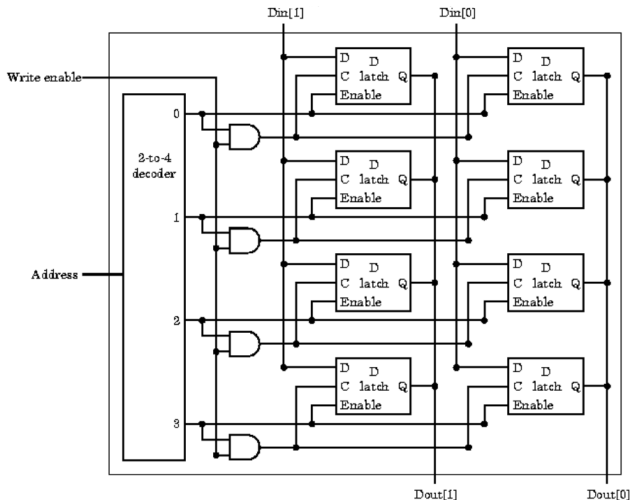 Din[1] Din[0]
Write enable
D D
C latch Q
Enable
D D
C latch Q
Enable
0
2-to-4
decoder
D D
C latch Q
Enable
D D
C latch Q
Enable
1
Address
D D
C latch Q
Enable
D D
C latch Q
Enable
2
D D
C latch Q
Enable
D D
C latch Q
Enable
3
Dout[1] Dout[0]